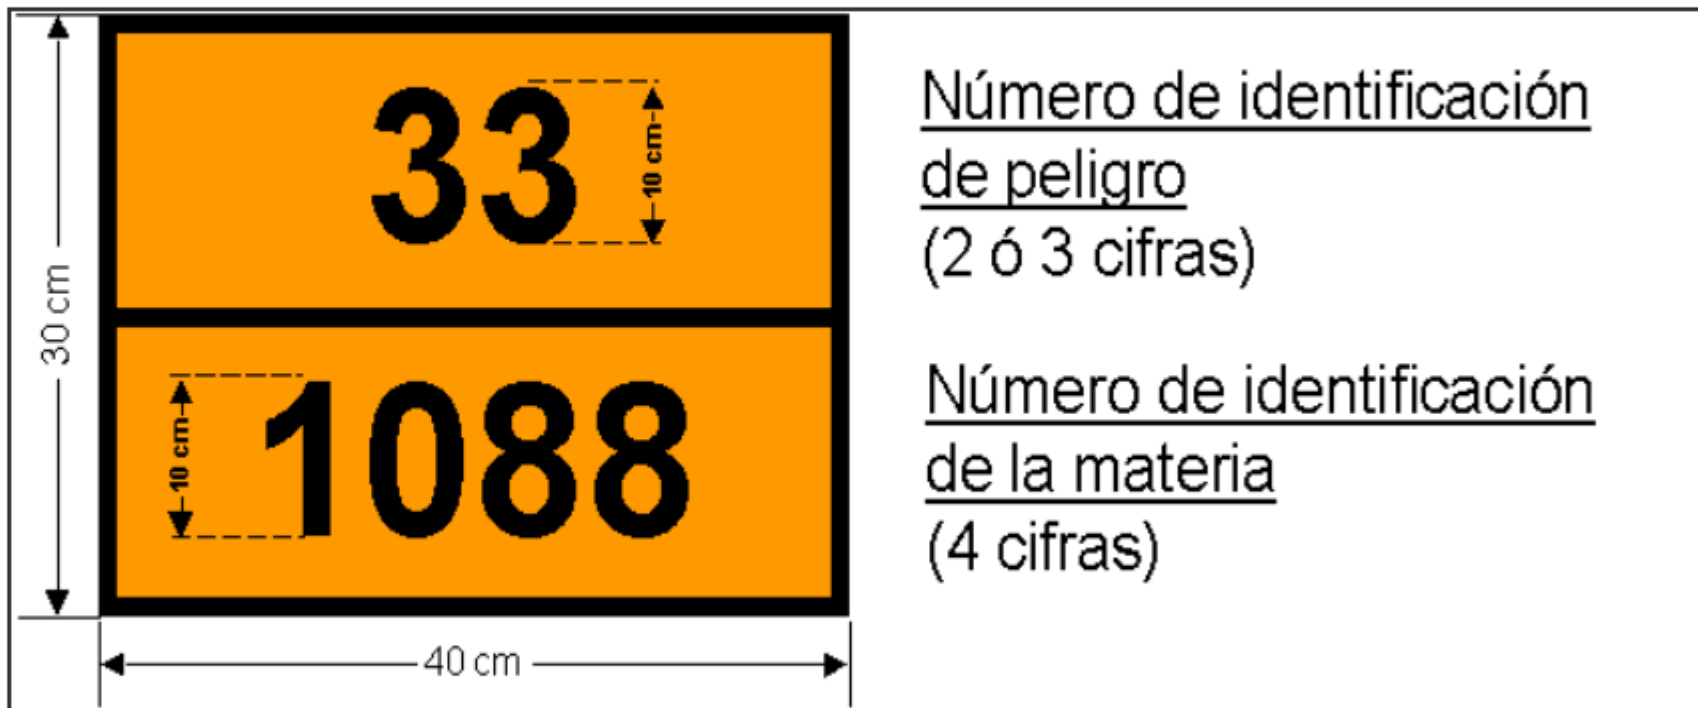 33
10 cm
30 cm
1088
10 cm
40 cm
Número de identificación
de peligro
(2 ó 3 cifras)
Número de identificación
de la materia
(4 cifras)